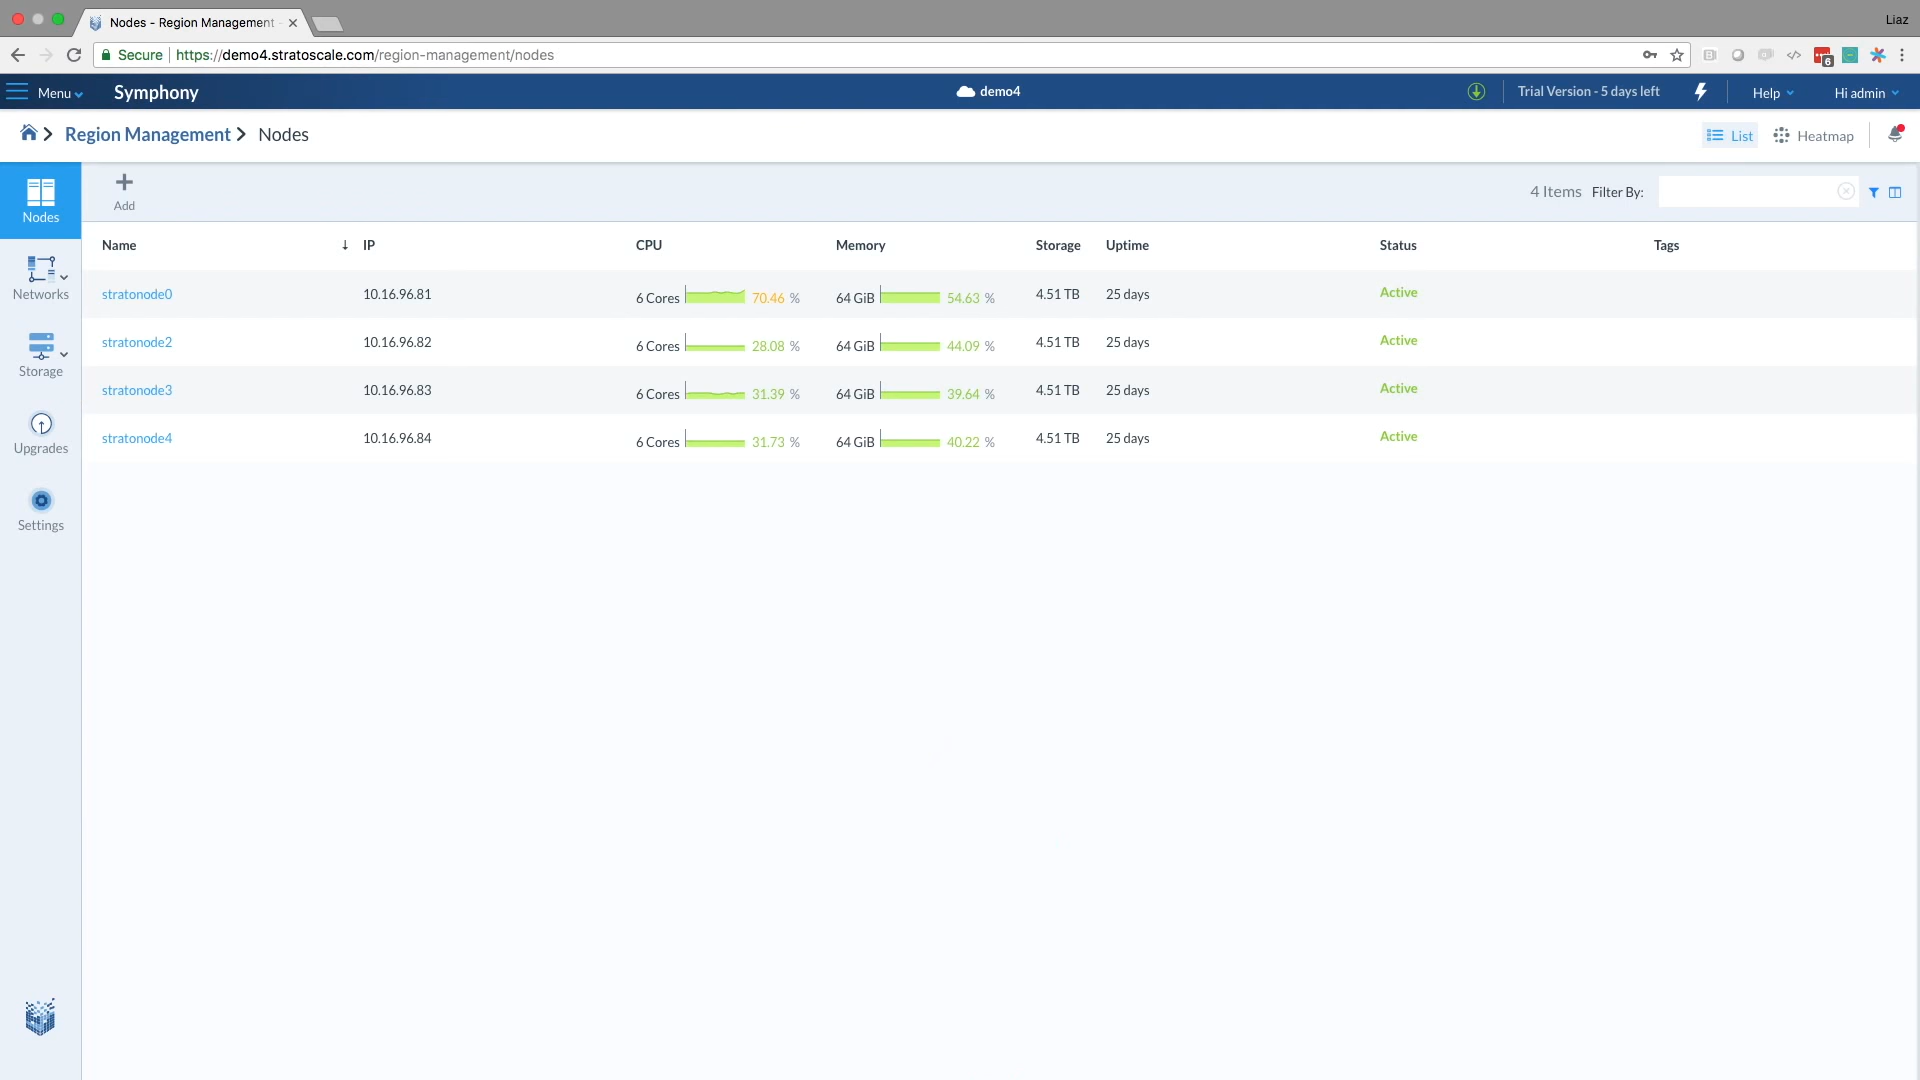 Nodes - Region Management -
Liaz
Secure https://demo4.stratoscale.com/region-management/nodes
6
Menu Symphony demo4 Trial Version - 5 days left Help Hi admin
Region Management Nodes List Heatmap
Nodes
Networks
Storage
Upgrades
Settings
Add
4 Items Filter By:
Name IP CPU Memory Storage Uptime Status Tags
stratonode0 10.16.96.81 6 Cores 70.46 % 64 GiB 54.63 % 4.51 TB 25 days Active
stratonode2 10.16.96.82 6 Cores 28.08 % 64 GiB 44.09 % 4.51 TB 25 days Active
stratonode3 10.16.96.83 6 Cores 31.39 % 64 GiB 39.64 % 4.51 TB 25 days Active
stratonode4 10.16.96.84 6 Cores 31.73 % 64 GiB 40.22 % 4.51 TB 25 days Active